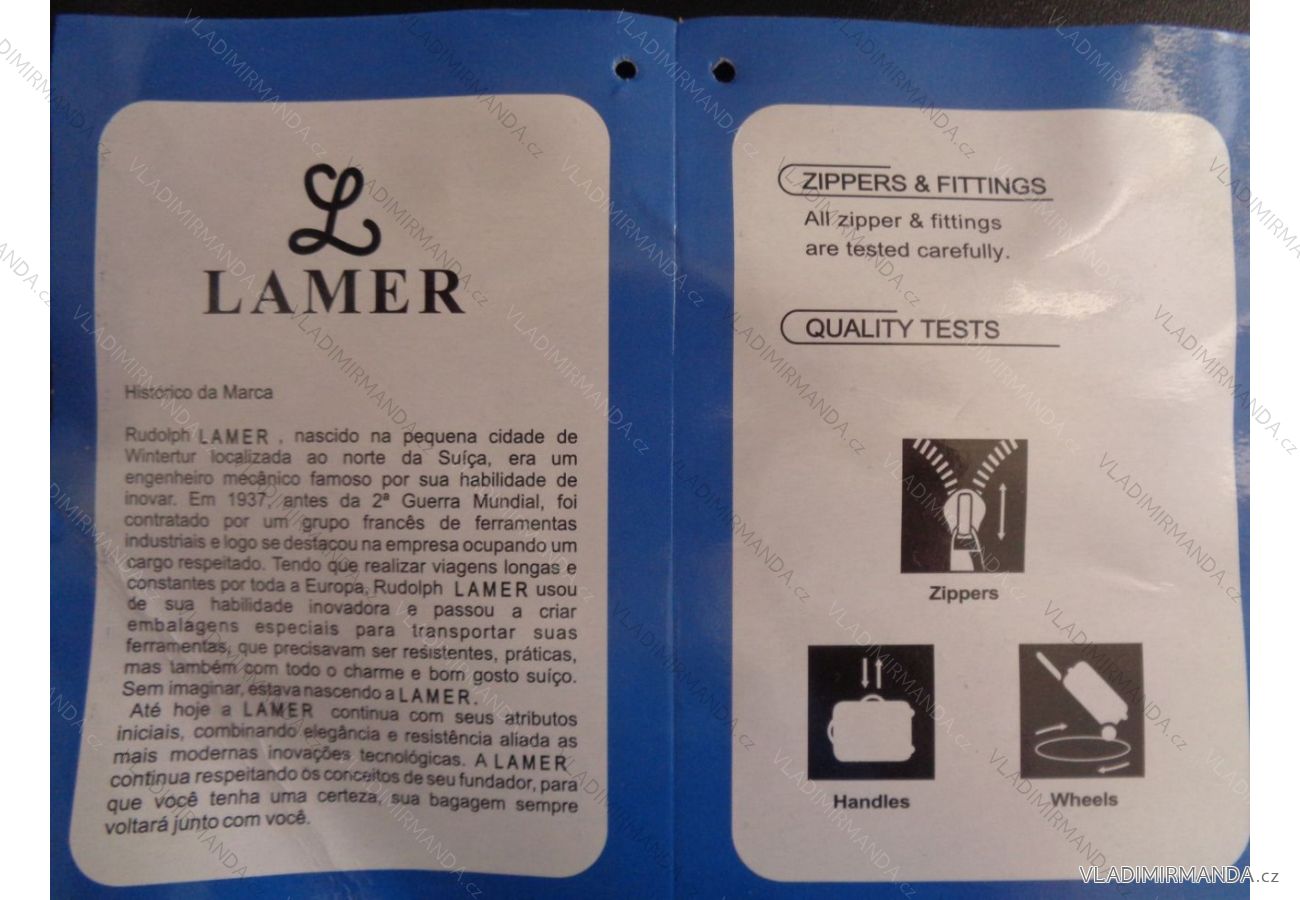 LAMER
Histórico da Marca
Rudolph LAMER , nascido na pequena cidade de
Wintertur localizada ao norte da Suíça, era um
engenheiro mecânico famoso por sua habilidade de
inovar. Em 1937, antes da 2ª Guerra Mundial, foi
contratado por um grupo francês de ferramentas
industriais e logo se destacou na empresa ocupando um
cargo respeitado. Tendo que realizar viagens longas e
constantes por toda a Europa, Rudolph LAMER usou
de sua habilidade inovadora e passou a criar
embalagens especiais para transportar suas
ferramentas, que precisavam ser resistentes, práticas,
mas também com todo o charme e bom gosto suíço.
Sem imaginar, estava nascendo a LAMER.
Até hoje a LAMER continua com seus atributos
iniciais, combinando elegância e resistência aliada as
mais modernas inovações tecnológicas. A LAMER
continua respeitando os conceitos de seu fundador, para
que você tenha uma certeza, sua bagagem sempre
voltará junto com você.
ZIPPERS & FITTINGS
All zipper & fittings
are tested carefully.
QUALITY TESTS
Zippers
Handles
Wheels
VLADIMIRMANDA.cz